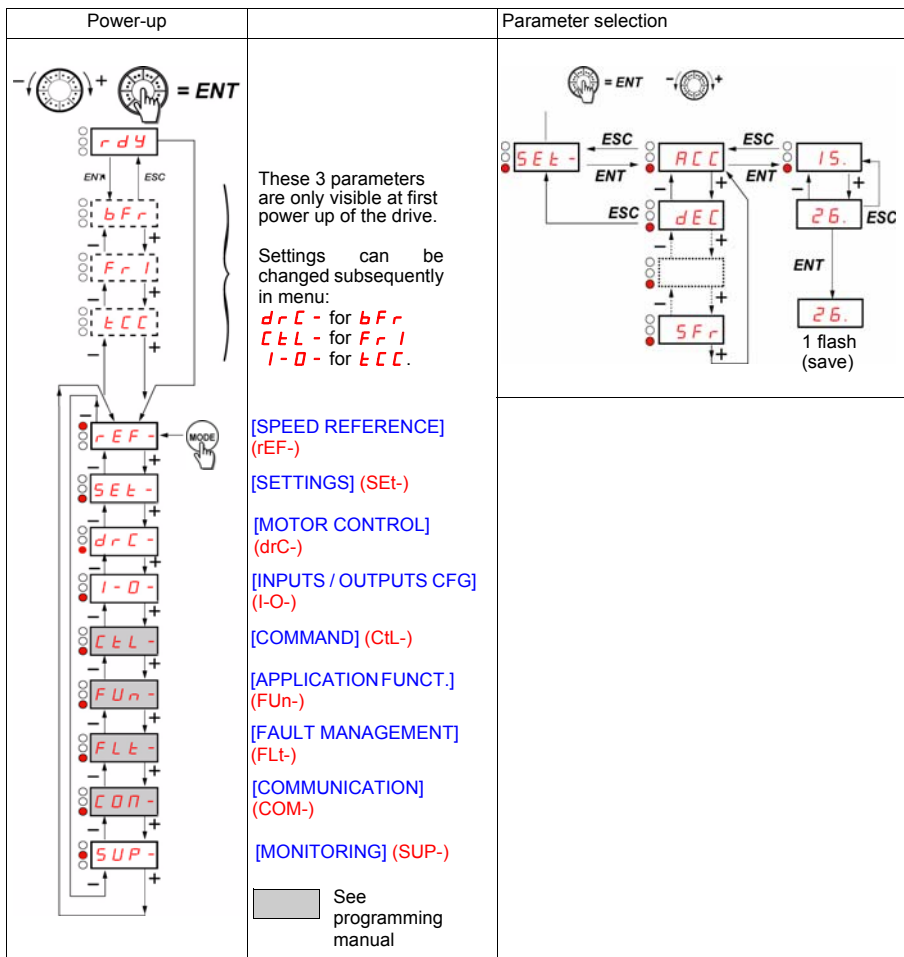 Power-up
Parameter selection
- + = ENT
rdY
ENT ESC
bFr
- +
Fr1
- +
tCC
-
These 3 parameters
are only visible at first
power up of the drive.
Settings can be
changed subsequently
in menu:
drC - for bFr
CtL - for Fr1
I-O - for tCC.
= ENT - +
SEt -
ESC
ENT
ACC
ESC
ENT
15.
- +
- +
ESC
dEC
26.
ESC
- +
ENT
- +
SFr
+
26.
1 flash
(save)
-
rEF -
MODE
+
[SPEED REFERENCE]
(rEF-)
-
SEt -
+
[SETTINGS] (SEt-)
-
drC -
+
[MOTOR CONTROL]
(drC-)
-
I-O -
+
[INPUTS / OUTPUTS CFG]
(I-O-)
-
CtL -
+
[COMMAND] (CtL-)
-
FUn -
+
[APPLICATION FUNCT.]
(FUn-)
-
FLt -
+
[FAULT MANAGEMENT]
(FLt-)
-
COM -
+
[COMMUNICATION]
(COM-)
-
SUP -
+
[MONITORING] (SUP-)
-
See
programming
manual